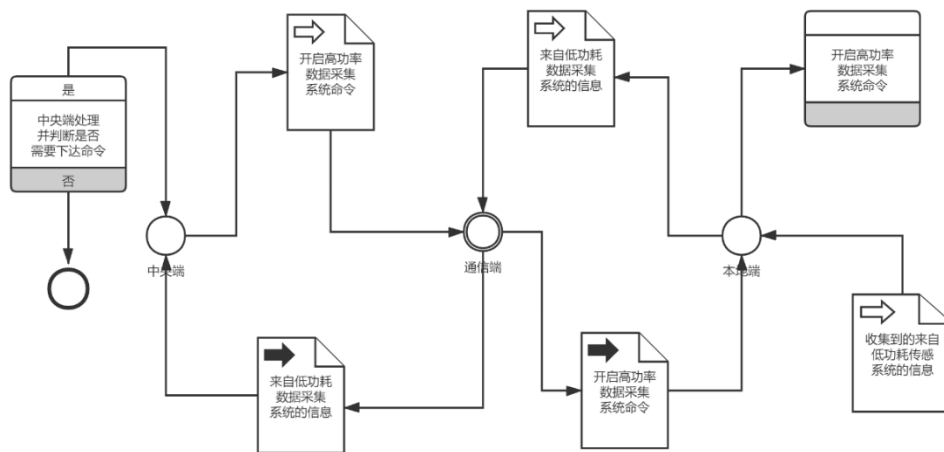 是
中央端处理
并判断是否
需要下达命令
否
中央端
开启高功率
数据采集
系统命令
来自低功耗
数据采集
系统的信息
通信端
来自低功耗
数据采集
系统的信息
开启高功率
数据采集
系统命令
本地端
开启高功率
数据采集
系统命令
收集到的来自
低功耗传感
系统的信息